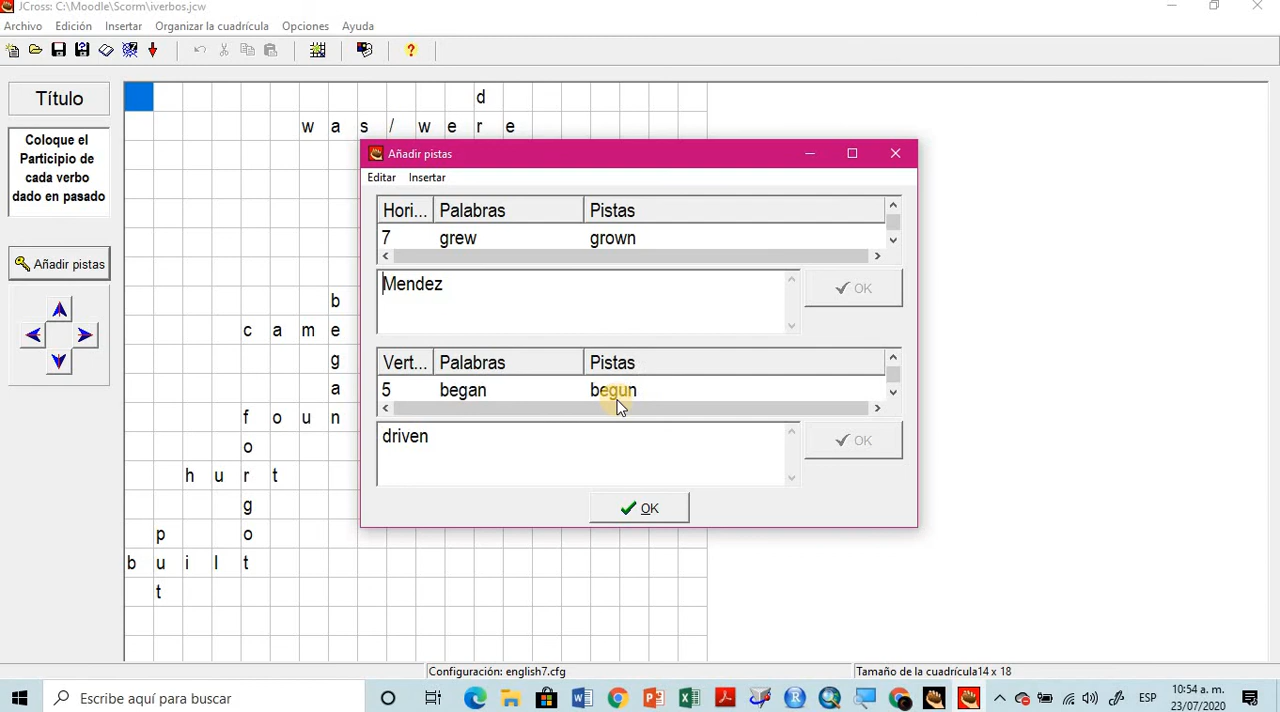 JCross: C:\Moodle\Scorm\iverbos.jcw
Archivo Edición Insertar Organizar la cuadrícula Opciones Ayuda
Título
Coloque el
Participio de
cada verbo
dado en pasado
Añadir pistas
d
w a s / w e r e
b
c a m e
g
a
f o u n
o
h u r t
g
p o
b u i l t
t
Añadir pistas
Editar Insertar
Hori... Palabras Pistas
7 grew grown
Mendez
OK
Vert... Palabras Pistas
5 began begun
driven
OK
OK
Configuración: english7.cfg
Tamaño de la cuadrícula14 x 18
Escribe aquí para buscar
ESP
10:54 a. m.
23/07/2020